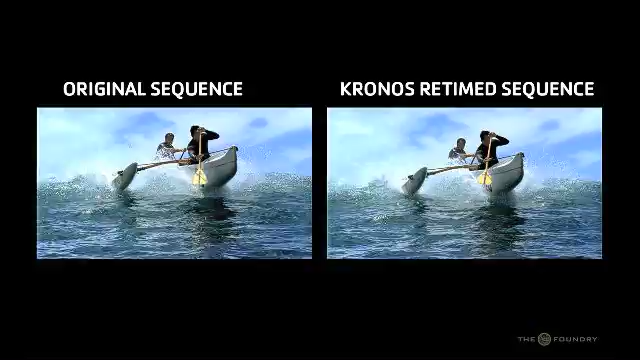 ORIGINAL SEQUENCE
KRONOS RETIMED SEQUENCE
THE FOUNDRY